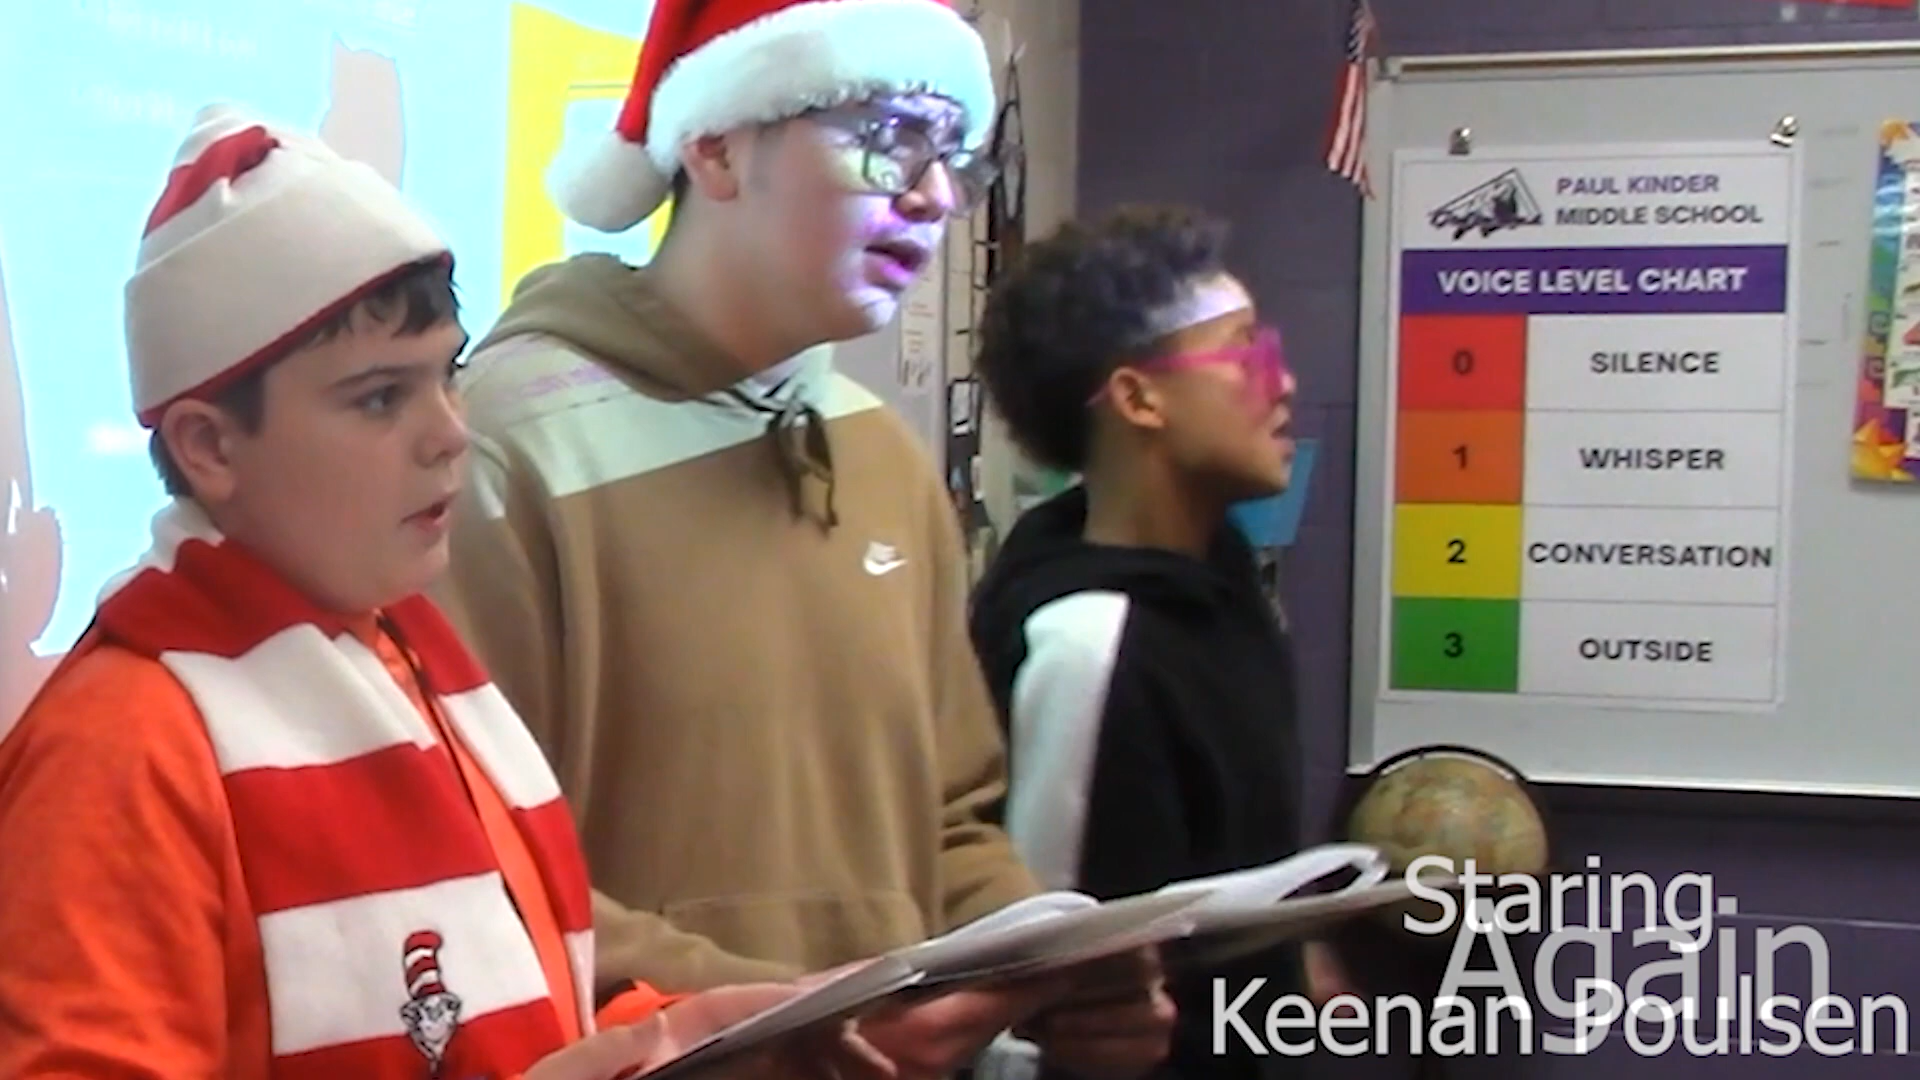 PAUL KINDER
MIDDLE SCHOOL
VOICE LEVEL CHART
0 SILENCE
1 WHISPER
2 CONVERSATION
3 OUTSIDE
Staring
Again
Keenan Poulsen